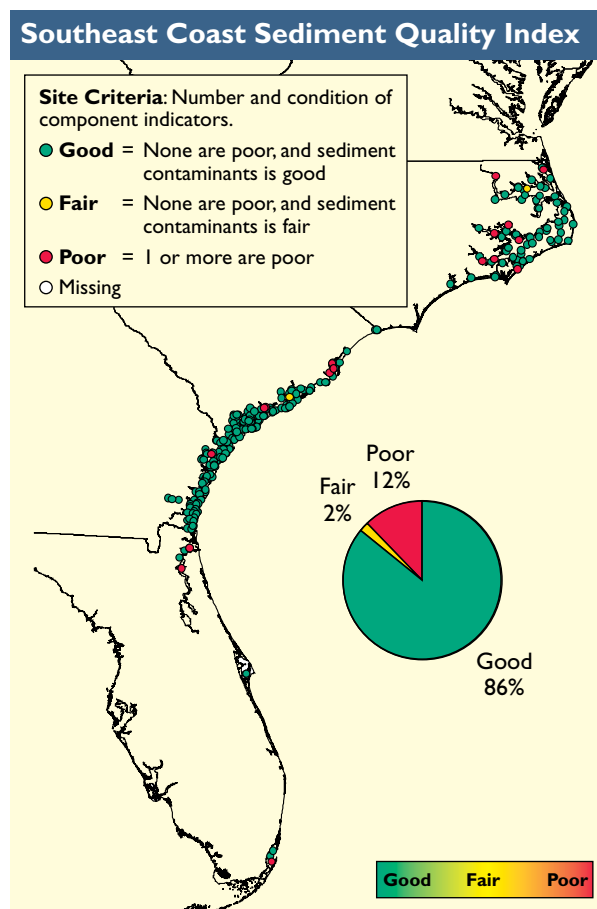 Southeast Coast Sediment Quality Index
Site Criteria: Number and condition of
component indicators.
Good = None are poor, and sediment
contaminants is good
Fair = None are poor, and sediment
contaminants is fair
Poor = 1 or more are poor
Missing
Poor
12%
Fair
2%
Good
86%
Good Fair Poor